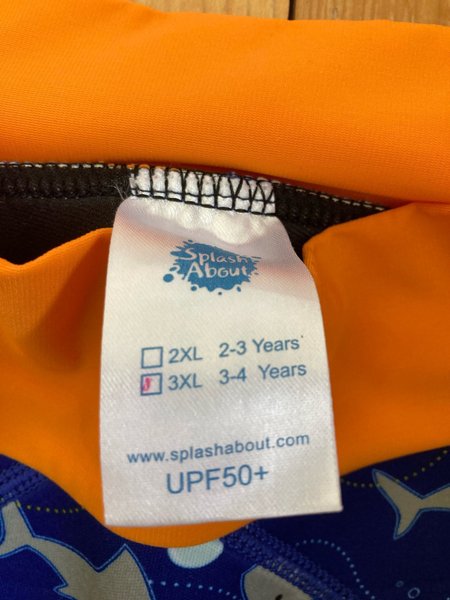 Splash
About
2XL 2-3 Years
3XL 3-4 Years
www.splashabout.com
UPF50+